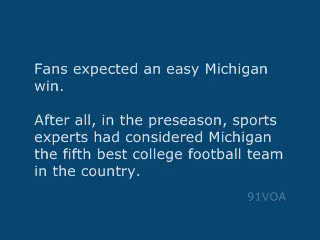 Fans expected an easy Michigan
win.
After all, in the preseason, sports
experts had considered Michigan
the fifth best college football team
in the country.
91VOA